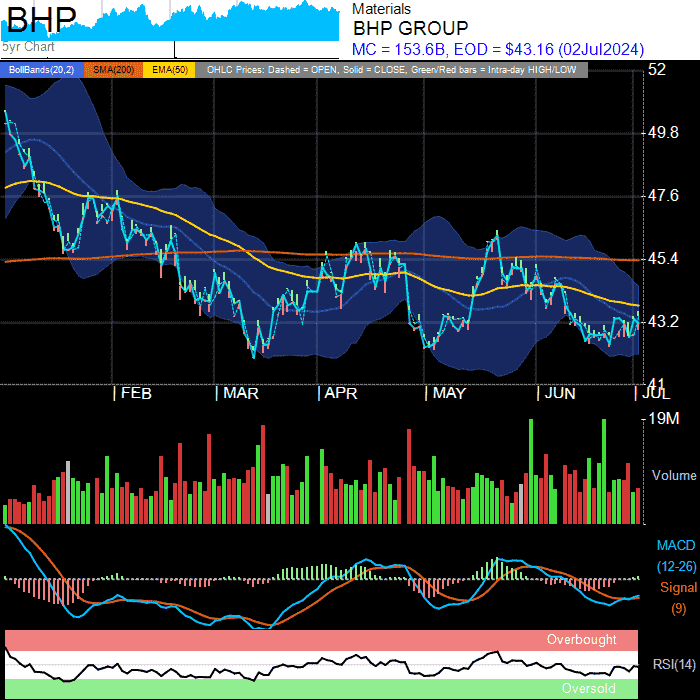 BHP
5yr Chart
Materials
BHP GROUP
MC = 153.6B, EOD = $43.16 (02Jul2024)
BollBands(20,2) SMA(200) EMA(50) OHLC Prices: Dashed = OPEN, Solid = CLOSE, Green/Red bars = Intra-day HIGH/LOW
52
49.8
47.6
45.4
43.2
41
FEB MAR APR MAY JUN JUL
19M
Volume
MACD
(12-26)
Signal
(9)
Overbought
RSI(14)
Oversold